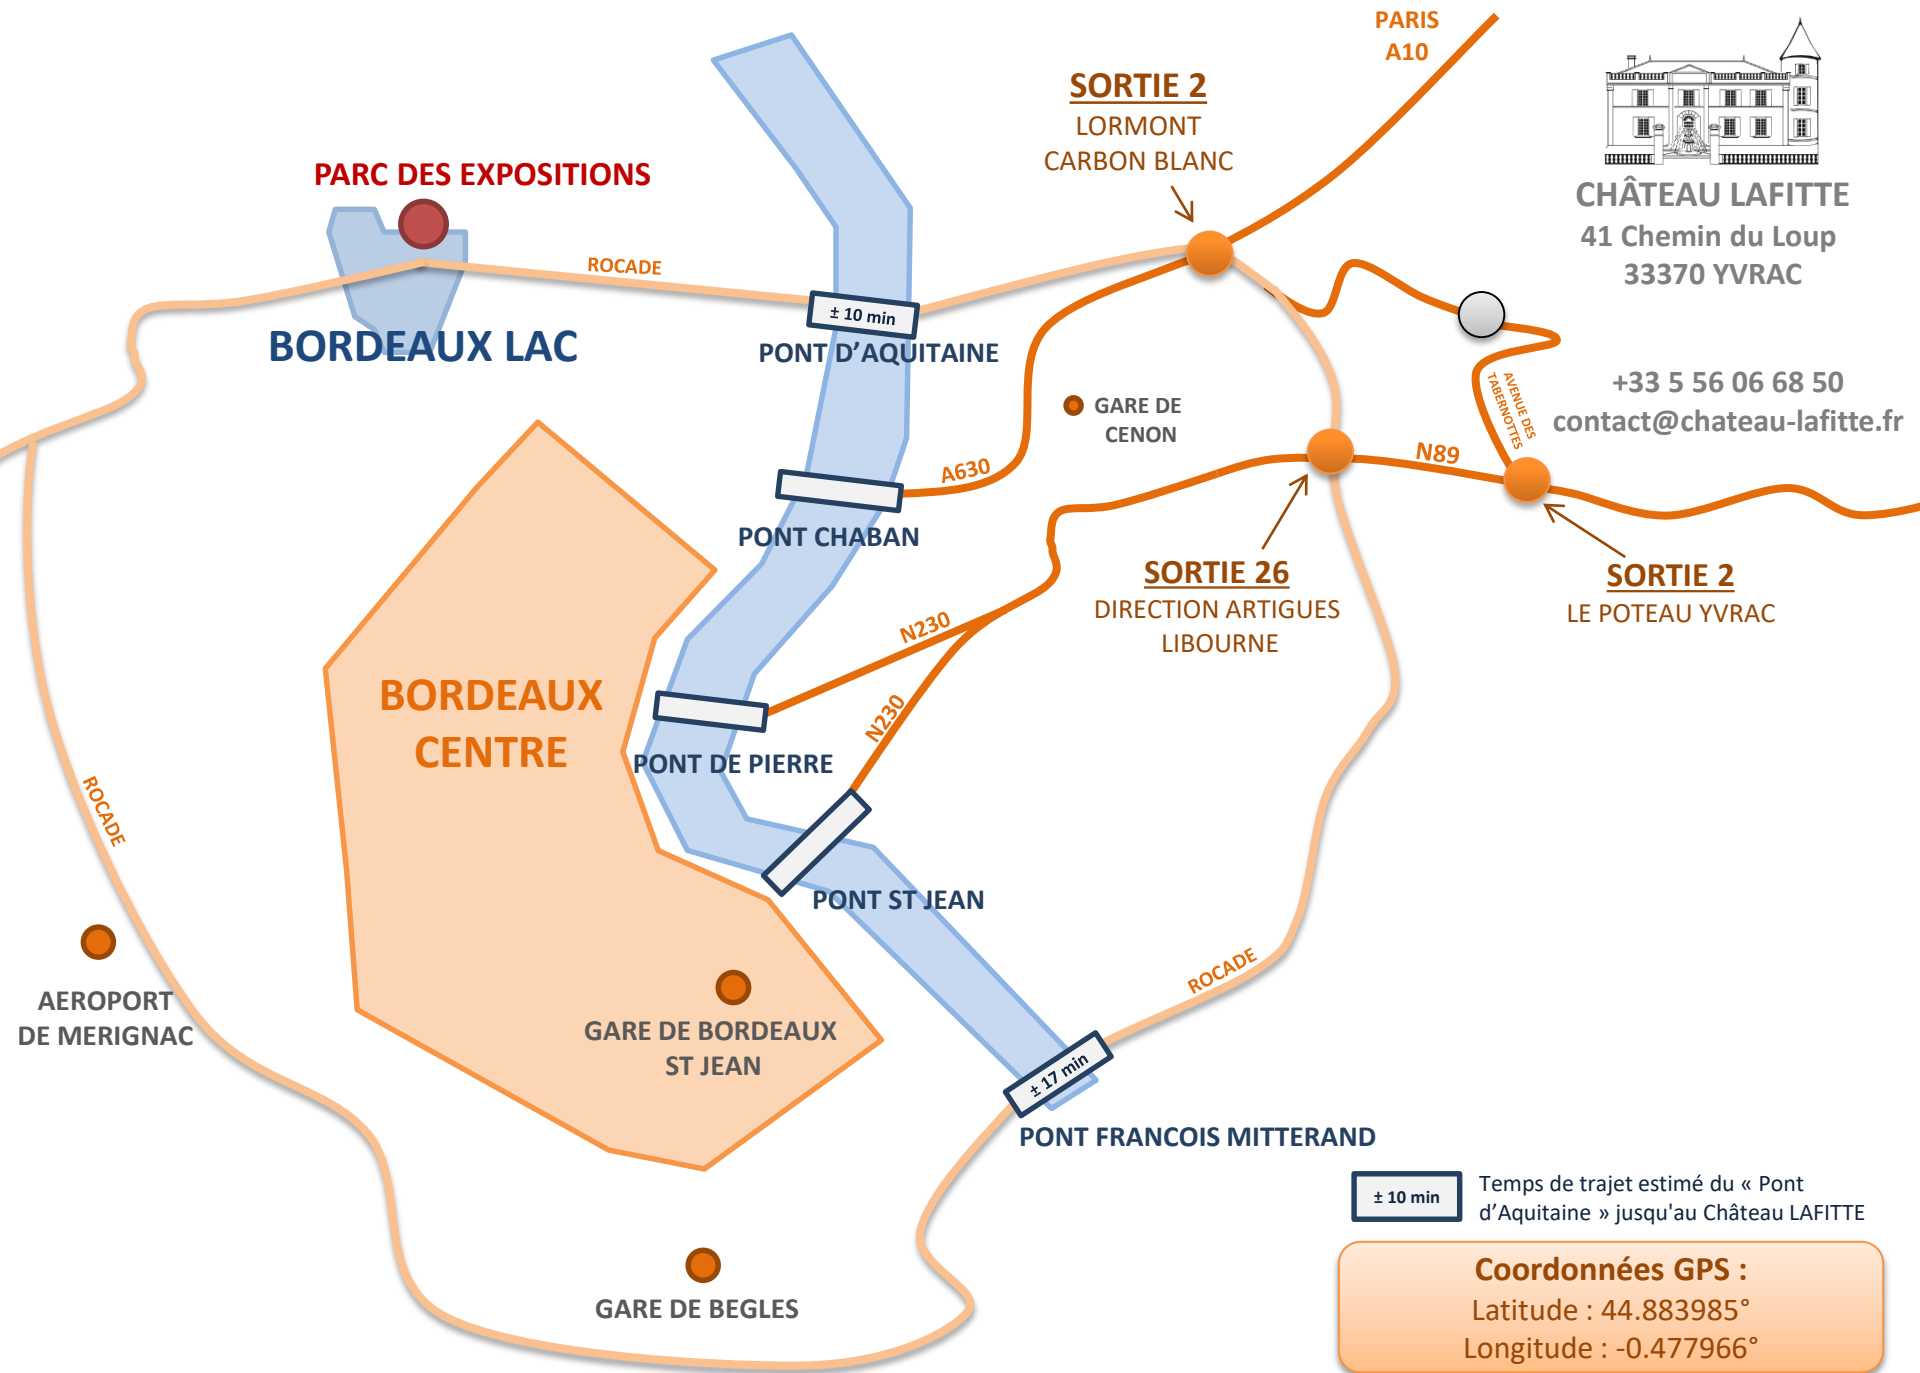 PARIS
A10
SORTIE 2
LORMONT
CARBON BLANC
CHÂTEAU LAFITTE
41 Chemin du Loup
33370 YVRAC
PARC DES EXPOSITIONS
ROCADE
± 10 min
BORDEAUX LAC
PONT D'AQUITAINE
+33 5 56 06 68 50
contact@chateau-lafitte.fr
AVENUE DES
TABERNOTTES
GARE DE
CENON
A630
N89
PONT CHABAN
SORTIE 26
DIRECTION ARTIGUES
LIBOURNE
SORTIE 2
LE POTEAU YVRAC
N230
BORDEAUX
CENTRE
N230
PONT DE PIERRE
ROCADE
PONT ST JEAN
AEROPORT
DE MERIGNAC
GARE DE BORDEAUX
ST JEAN
ROCADE
± 17 min
PONT FRANCOIS MITTERAND
GARE DE BEGLES
± 10 min
Temps de trajet estimé du « Pont
d'Aquitaine » jusqu'au Château LAFITTE
Coordonnées GPS :
Latitude : 44.883985°
Longitude : -0.477966°